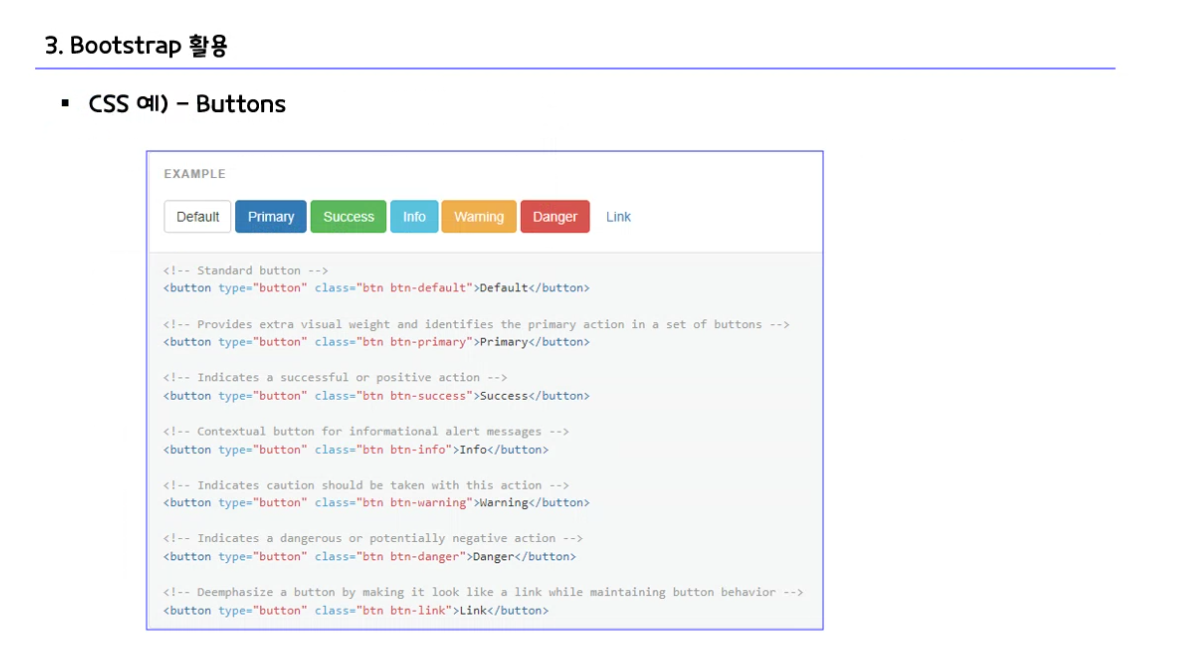 3. Bootstrap 활용
▪ CSS 예) – Buttons
EXAMPLE
Default Primary Success Info Warning Danger Link
<!-- Standard button -->
<button type="button" class="btn btn-default">Default</button>
<!-- Provides extra visual weight and identifies the primary action in a set of buttons -->
<button type="button" class="btn btn-primary">Primary</button>
<!-- Indicates a successful or positive action -->
<button type="button" class="btn btn-success">Success</button>
<!-- Contextual button for informational alert messages -->
<button type="button" class="btn btn-info">Info</button>
<!-- Indicates caution should be taken with this action -->
<button type="button" class="btn btn-warning">Warning</button>
<!-- Indicates a dangerous or potentially negative action -->
<button type="button" class="btn btn-danger">Danger</button>
<!-- Deemphasize a button by making it look like a link while maintaining button behavior -->
<button type="button" class="btn btn-link">Link</button>